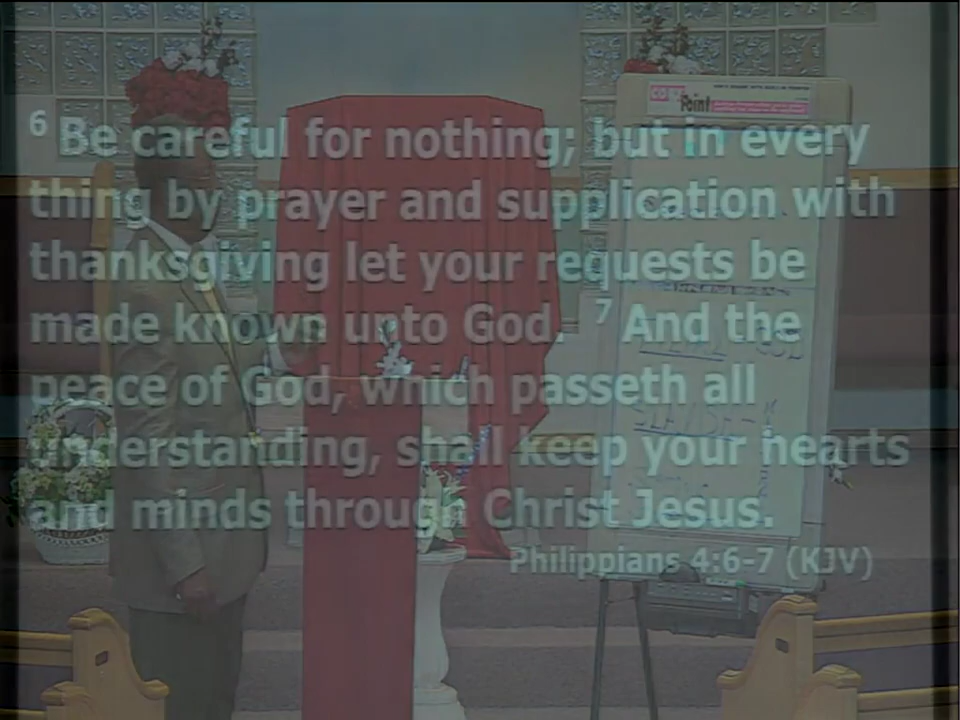 6 Be careful for nothing; but in every
thing by prayer and supplication with
thanksgiving let your requests be
made known unto God. 7 And the
peace of God, which passeth all
understanding, shall keep your hearts
and minds through Christ Jesus.
Philippians 4:6-7 (KJV)
Point